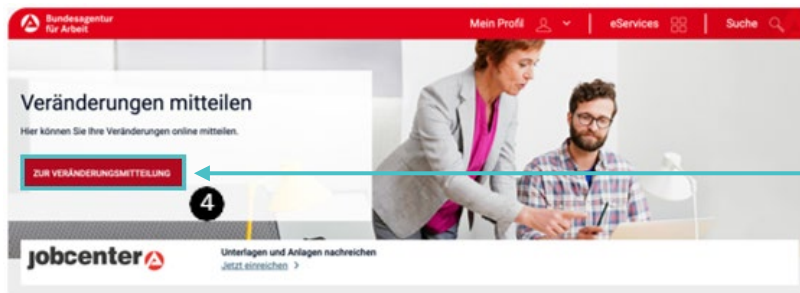 Bundesagentur
für Arbeit
Mein Profil
eServices
Suche
Veränderungen mitteilen
Hier können Sie Ihre Veränderungen online mitteilen.
ZUR VERÄNDERUNGSMITTEILUNG
4
jobcenter
Unterlagen und Anlagen nachreichen
Jetzt einreichen >